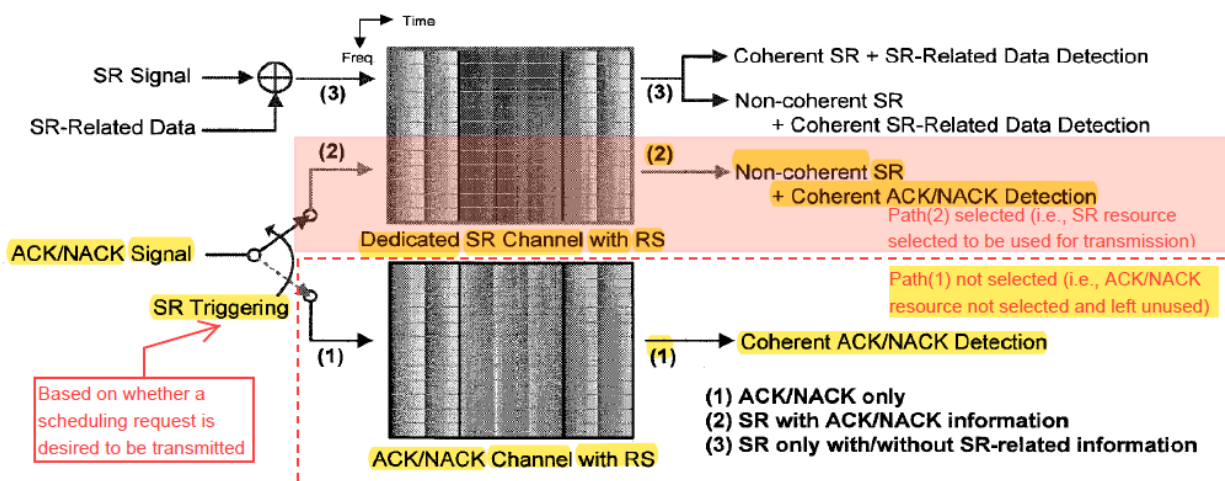 Time
Freq.
SR Signal
(3)
(3)
Coherent SR + SR-Related Data Detection
SR-Related Data
Non-coherent SR
+ Coherent SR-Related Data Detection
(2)
(2)
Non-coherent SR
+ Coherent ACK/NACK Detection
Path(2) selected (i.e., SR resource
selected to be used for transmission)
Dedicated SR Channel with RS
ACK/NACK Signal
SR Triggering
Path(1) not selected (i.e., ACK/NACK
resource not selected and left unused)
(1)
(1)
Coherent ACK/NACK Detection
Based on whether a
scheduling request is
desired to be transmitted
(1) ACK/NACK only
(2) SR with ACK/NACK information
(3) SR only with/without SR-related information
ACK/NACK Channel with RS